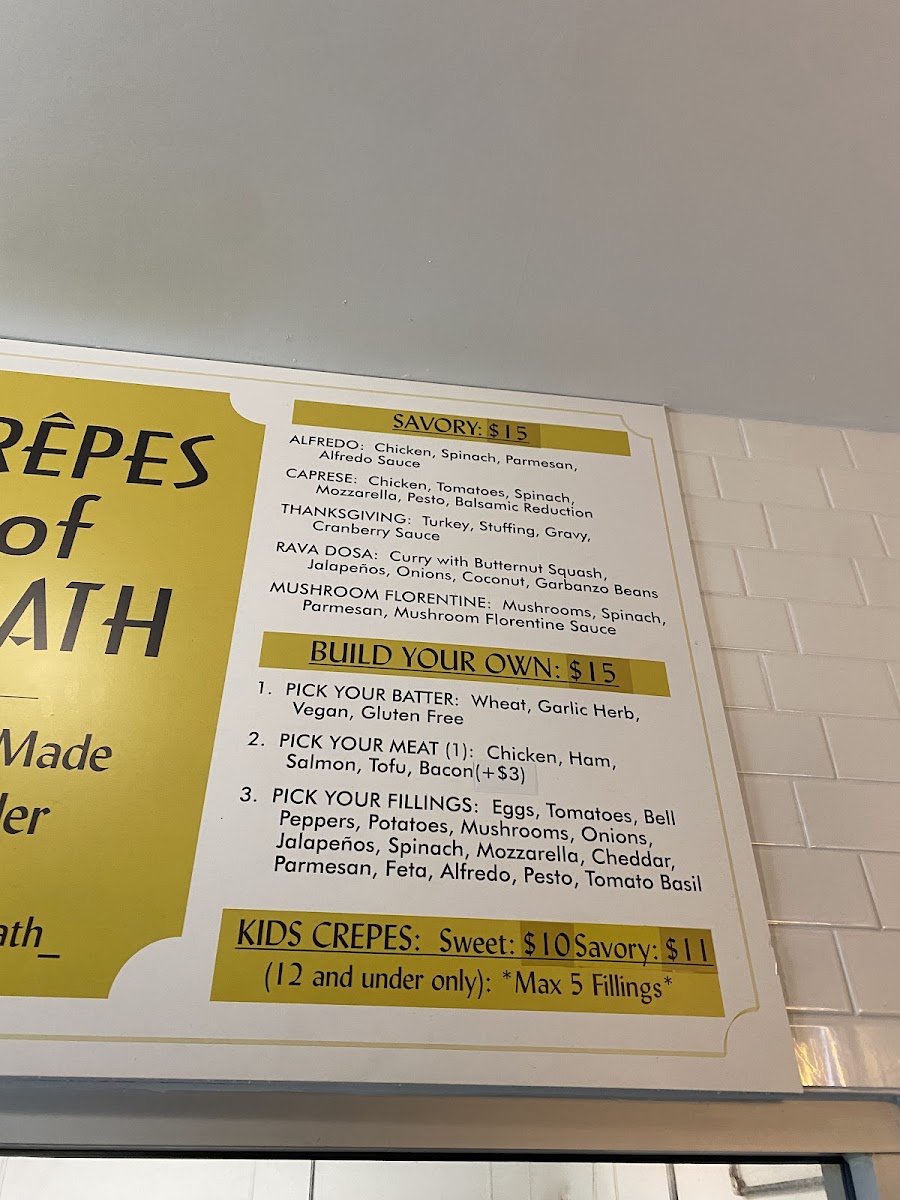 RÊPES
of
ATH
Made
ler
ath_
SAVORY: $15
ALFREDO: Chicken, Spinach, Parmesan,
Alfredo Sauce
CAPRESE: Chicken, Tomatoes, Spinach,
Mozzarella, Pesto, Balsamic Reduction
THANKSGIVING: Turkey, Stuffing, Gravy,
Cranberry Sauce
RAVA DOSA: Curry with Butternut Squash,
Jalapeños, Onions, Coconut, Garbanzo Beans
MUSHROOM FLORENTINE: Mushrooms, Spinach,
Parmesan, Mushroom Florentine Sauce
BUILD YOUR OWN: $15
1. PICK YOUR BATTER: Wheat, Garlic Herb,
Vegan, Gluten Free
2. PICK YOUR MEAT (1): Chicken, Ham,
Salmon, Tofu, Bacon(+$3)
3. PICK YOUR FILLINGS: Eggs, Tomatoes, Bell
Peppers, Potatoes, Mushrooms, Onions,
Jalapeños, Spinach, Mozzarella, Cheddar,
Parmesan, Feta, Alfredo, Pesto, Tomato Basil
KIDS CREPES: Sweet: $10 Savory: $11
(12 and under only): *Max 5 Fillings*